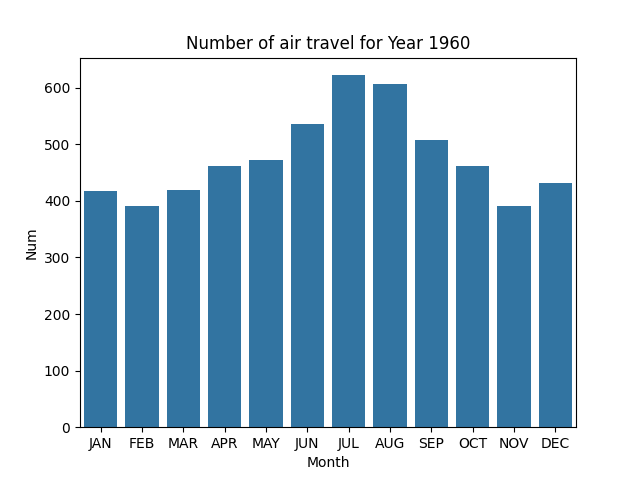 Number of air travel for Year 1960
600
500
400
300
200
100
0
Num
JAN FEB MAR APR MAY JUN JUL AUG SEP OCT NOV DEC
Month